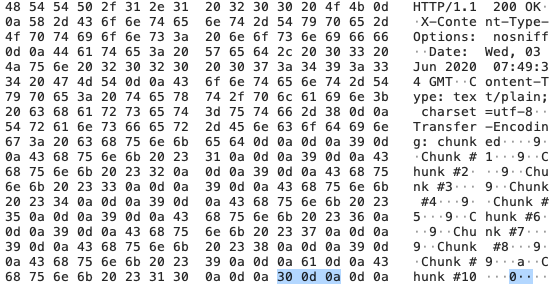 48 54 54 50 2f 31 2e 31  20 32 30 30 20 4f 4b 0d  HTTP/1.1  200 OK·
0a 58 2d 43 6f 6e 74 65  6e 74 2d 54 79 70 65 2d  ·X-Conte nt-Type-
4f 70 74 69 6f 6e 73 3a  20 6e 6f 73 6e 69 66 66  Options:  nosniff
0d 0a 44 61 74 65 3a 20  57 65 64 2c 20 30 33 20  ··Date:  Wed, 03
4a 75 6e 20 32 30 32 30  20 30 37 3a 34 39 3a 33  Jun 2020  07:49:3
34 20 47 4d 54 0d 0a 43  6f 6e 74 65 6e 74 2d 54  4 GMT··C ontent-T
79 70 65 3a 20 74 65 78  74 2f 70 6c 61 69 6e 3b  ype: tex t/plain;
20 63 68 61 72 73 65 74  3d 75 74 66 2d 38 0d 0a  charset =utf-8··
54 72 61 6e 73 66 65 72  2d 45 6e 63 6f 64 69 6e  Transfer -Encodin
67 3a 20 63 68 75 6e 6b  65 64 0d 0a 0d 0a 39 0d  g: chunk ed····9·
0a 43 68 75 6e 6b 20 23  31 0a 0d 0a 39 0d 0a 43  ·Chunk # 1···9··C
68 75 6e 6b 20 23 32 0a  0d 0a 39 0d 0a 43 68 75  hunk #2· ··9··Chu
6e 6b 20 23 33 0a 0d 0a  39 0d 0a 43 68 75 6e 6b  nk #3··· 9··Chunk
20 23 34 0a 0d 0a 39 0d  0a 43 68 75 6e 6b 20 23  #4···9· ·Chunk #
35 0a 0d 0a 39 0d 0a 43  68 75 6e 6b 20 23 36 0a  5···9··C hunk #6·
0d 0a 39 0d 0a 43 68 75  6e 6b 20 23 37 0a 0d 0a  ··9··Chu nk #7···
39 0d 0a 43 68 75 6e 6b  20 23 38 0a 0d 0a 39 0d  9··Chunk  #8···9·
0a 43 68 75 6e 6b 20 23  39 0a 0d 0a 61 0d 0a 43  ·Chunk # 9···a··C
68 75 6e 6b 20 23 31 30  0a 0d 0a 30 0d 0a 0d 0a  hunk #10 ···0····